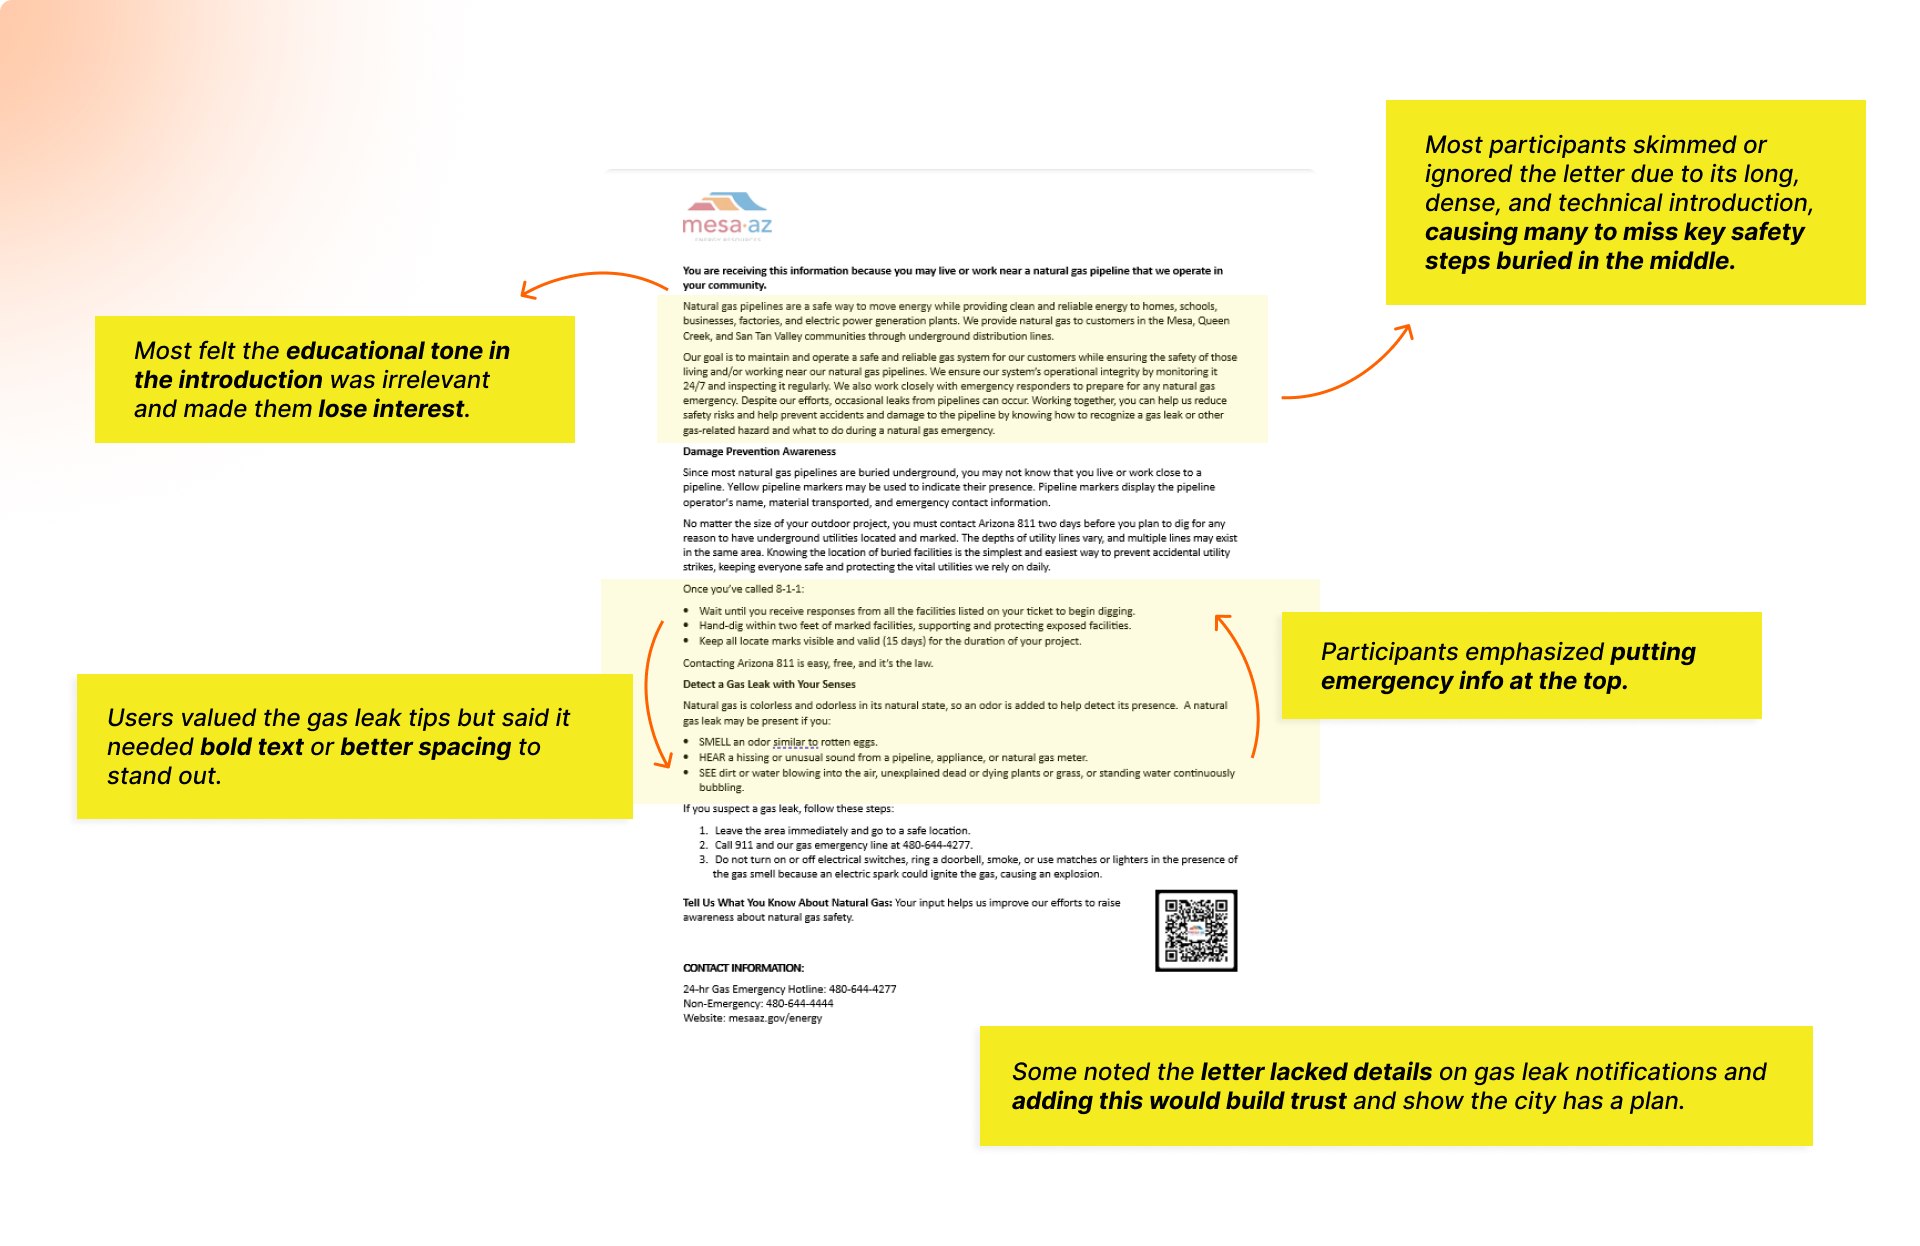 Most participants skimmed or
ignored the letter due to its long,
dense, and technical introduction,
causing many to miss key safety
steps buried in the middle.
mesa·az
ENERGY RESOURCES
You are receiving this information because you may live or work near a natural gas pipeline that we operate in
your community.
Natural gas pipelines are a safe way to move energy while providing clean and reliable energy to homes, schools,
businesses, factories, and electric power generation plants. We provide natural gas to customers in the Mesa, Queen
Creek, and San Tan Valley communities through underground distribution lines.
Our goal is to maintain and operate a safe and reliable gas system for our customers while ensuring the safety of those
living and/or working near our natural gas pipelines. We ensure our system's operational integrity by monitoring it
24/7 and inspecting it regularly. We also work closely with emergency responders to prepare for any natural gas
emergency. Despite our efforts, occasional leaks from pipelines can occur. Working together, you can help us reduce
safety risks and help prevent accidents and damage to the pipeline by knowing how to recognize a gas leak or other
gas-related hazard and what to do during a natural gas emergency.
Most felt the educational tone in
the introduction was irrelevant
and made them lose interest.
Damage Prevention Awareness
Since most natural gas pipelines are buried underground, you may not know that you live or work close to a
pipeline. Yellow pipeline markers may be used to indicate their presence. Pipeline markers display the pipeline
operator's name, material transported, and emergency contact information.
No matter the size of your outdoor project, you must contact Arizona 811 two days before you plan to dig for any
reason to have underground utilities located and marked. The depths of utility lines vary, and multiple lines may exist
in the same area. Knowing the location of buried facilities is the simplest and easiest way to prevent accidental utility
strikes, keeping everyone safe and protecting the vital utilities we rely on daily.
Once you've called 8-1-1:
• Wait until you receive responses from all the facilities listed on your ticket to begin digging.
• Hand-dig within two feet of marked facilities, supporting and protecting exposed facilities.
• Keep all locate marks visible and valid (15 days) for the duration of your project.
Contacting Arizona 811 is easy, free, and it's the law.
Detect a Gas Leak with Your Senses
Natural gas is colorless and odorless in its natural state, so an odor is added to help detect its presence. A natural
gas leak may be present if you:
• SMELL an odor similar to rotten eggs.
• HEAR a hissing or unusual sound from a pipeline, appliance, or natural gas meter.
• SEE dirt or water blowing into the air, unexplained dead or dying plants or grass, or standing water continuously
bubbling.
Participants emphasized putting
emergency info at the top.
Users valued the gas leak tips but said it
needed bold text or better spacing to
stand out.
If you suspect a gas leak, follow these steps:
1. Leave the area immediately and go to a safe location.
2. Call 911 and our gas emergency line at 480-644-4277.
3. Do not turn on or off electrical switches, ring a doorbell, smoke, or use matches or lighters in the presence of
the gas smell because an electric spark could ignite the gas, causing an explosion.
Tell Us What You Know About Natural Gas: Your input helps us improve our efforts to raise
awareness about natural gas safety.
mesa·az
CONTACT INFORMATION:
24-hr Gas Emergency Hotline: 480-644-4277
Non-Emergency: 480-644-4444
Website: mesaaz.gov/energy
Some noted the letter lacked details on gas leak notifications and
adding this would build trust and show the city has a plan.